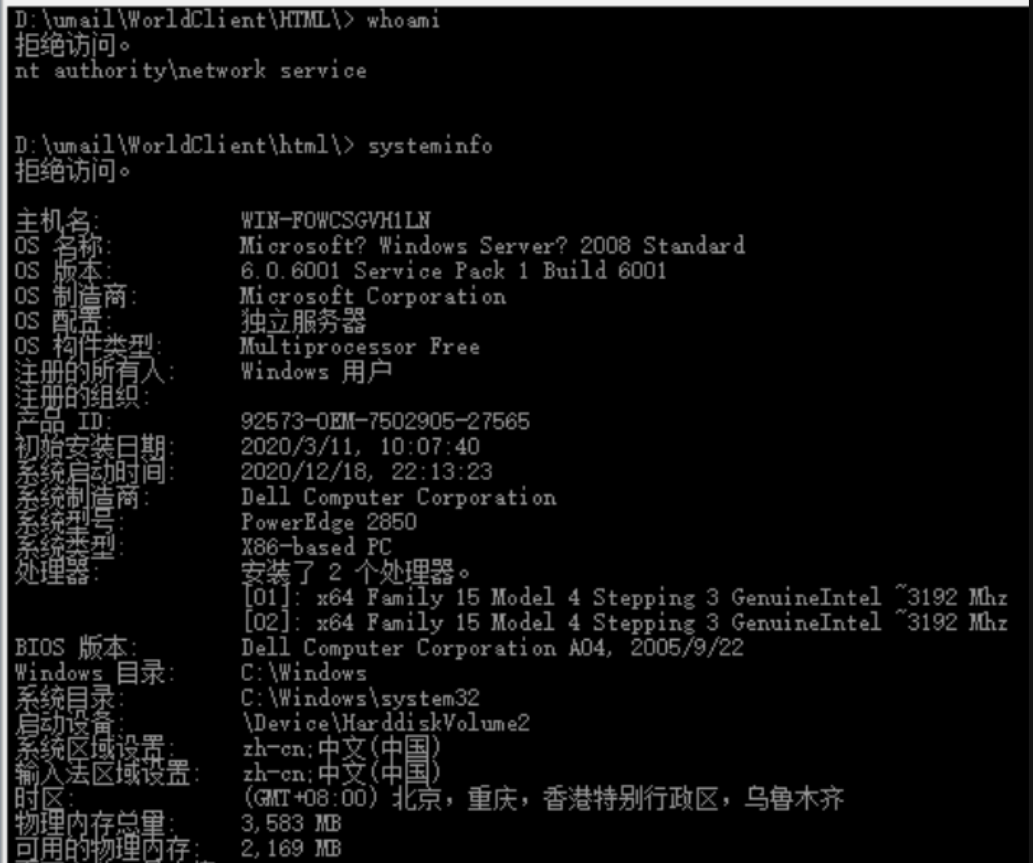 D:\umail\WorldClient\HTML\> whoami
拒绝访问。
nt authority\network service
D:\umail\WorldClient\html\> systeminfo
拒绝访问。
主机名: WIN-FOWCSGVH1LN
OS 名称: Microsoft? Windows Server? 2008 Standard
OS 版本: 6.0.6001 Service Pack 1 Build 6001
OS 制造商: Microsoft Corporation
OS 配置: 独立服务器
OS 构件类型: Multiprocessor Free
注册的所有人: Windows 用户
注册的组织:
产品 ID: 92573-OEM-7502905-27565
初始安装日期: 2020/3/11, 10:07:40
系统启动时间: 2020/12/18, 22:13:23
系统制造商: Dell Computer Corporation
系统型号: PowerEdge 2850
系统类型: X86-based PC
处理器: 安装了 2 个处理器。
[01]: x64 Family 15 Model 4 Stepping 3 GenuineIntel ~3192 Mhz
[02]: x64 Family 15 Model 4 Stepping 3 GenuineIntel ~3192 Mhz
BIOS 版本: Dell Computer Corporation A04, 2005/9/22
Windows 目录: C:\Windows
系统目录: C:\Windows\system32
启动设备: \Device\HarddiskVolume2
系统区域设置: zh-cn;中文(中国)
输入法区域设置: zh-cn;中文(中国)
时区: (GMT+08:00) 北京，重庆，香港特别行政区，乌鲁木齐
物理内存总量: 3,583 MB
可用的物理内存: 2,169 MB